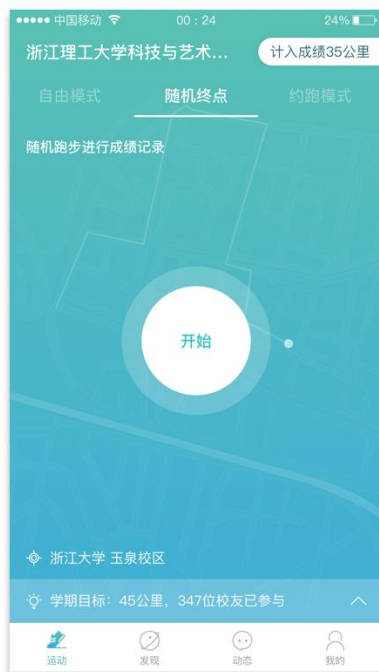 中国移动 00:24 24%
浙江理工大学科技与艺术... 计入成绩35公里
自由模式 随机终点 约跑模式
随机跑步进行成绩记录
开始
浙江大学 玉泉校区
学期目标：45公里，347位校友已参与
运动 发现 动态 我的